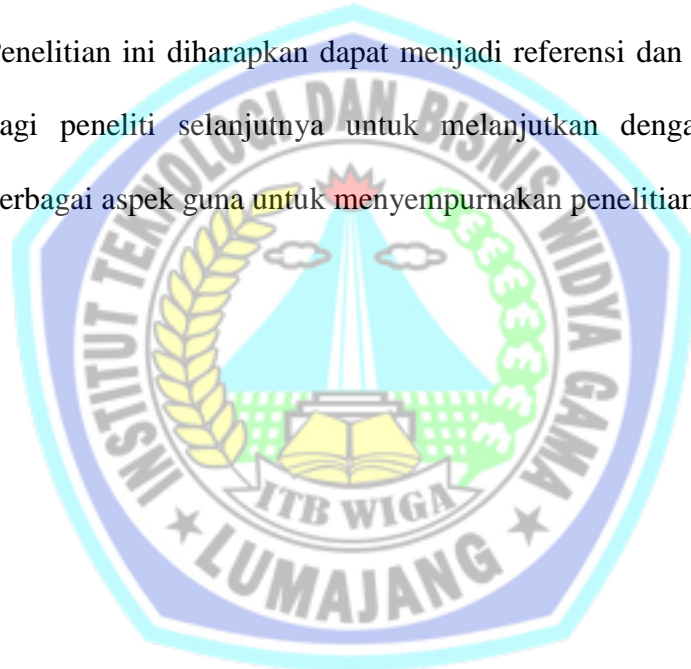 enelitian ini diharapkan dapat menjadi referensi dan
agi peneliti selanjutnya untuk melanjutkan denga
erbagai aspek guna untuk menyempurnakan penelitian
INSTITUT TEKNOLOGI DAN BISNIS WIDYA GAMA
ITB WIGA
LUMAJANG